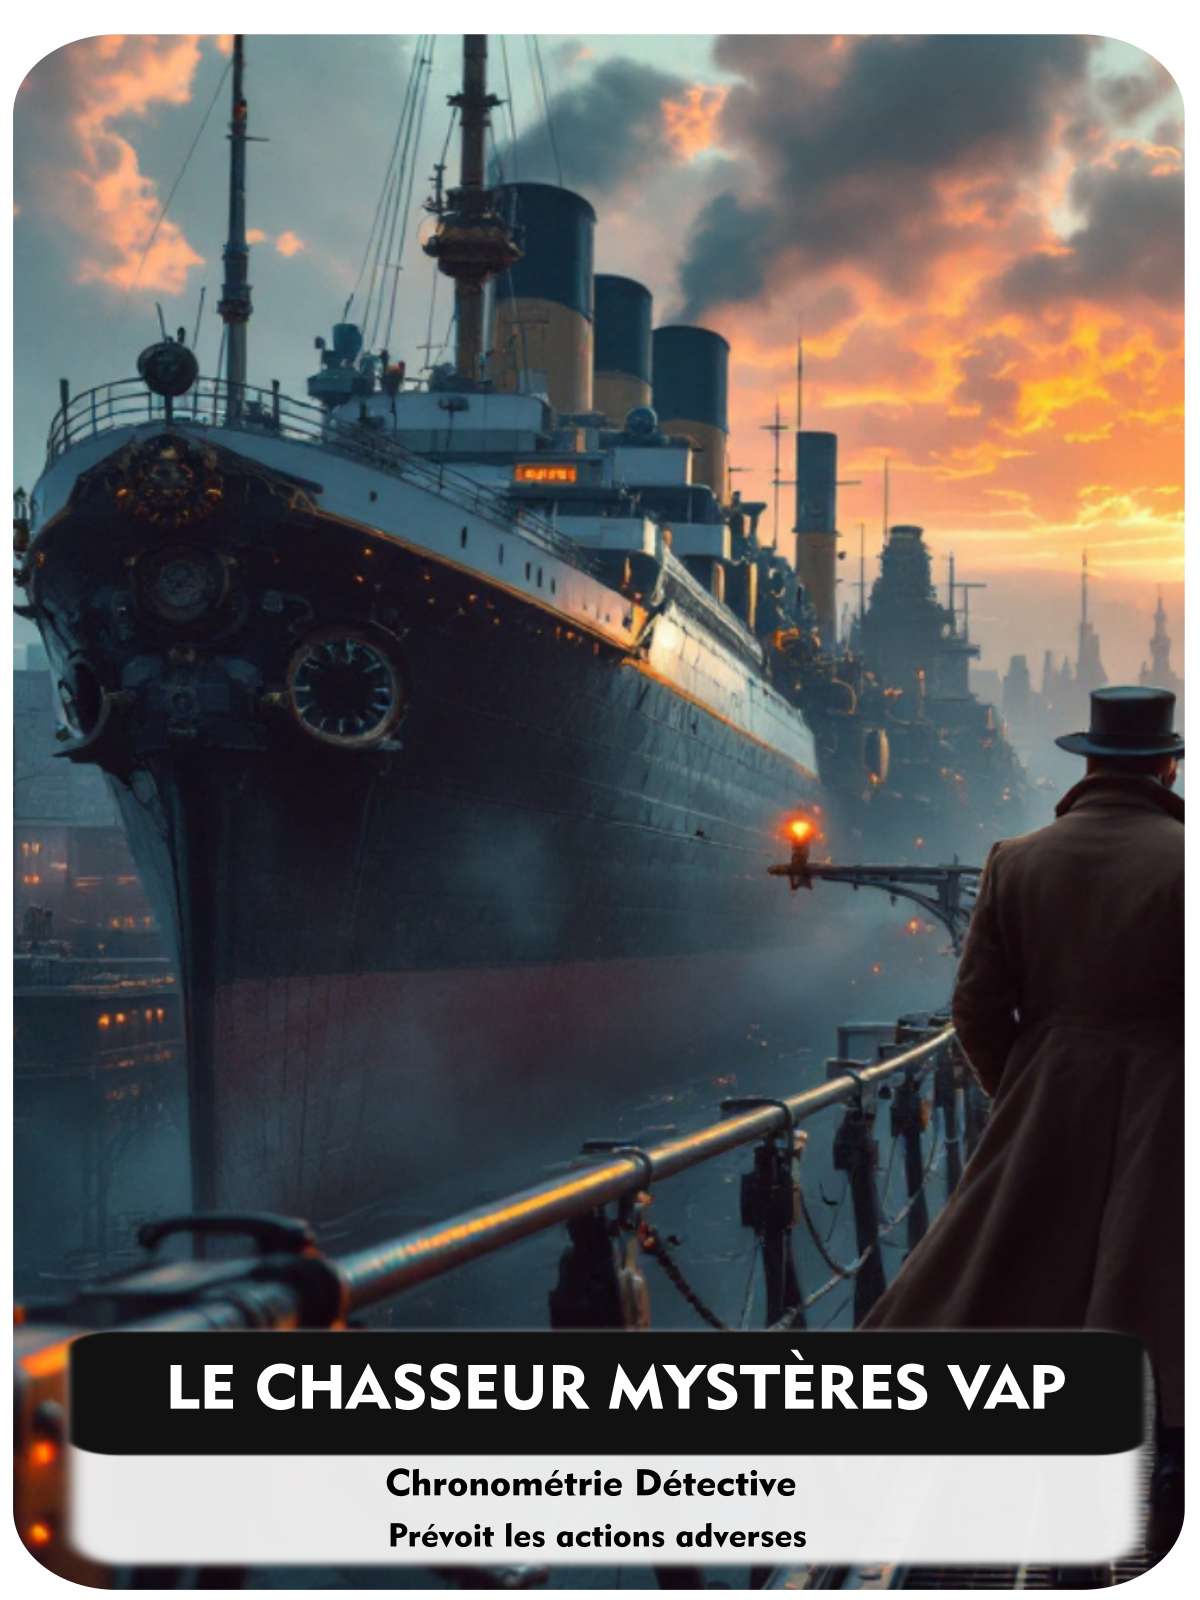 LE CHASSEUR MYSTÈRES VAP
Chronométrie Détective
Prévoit les actions adverses